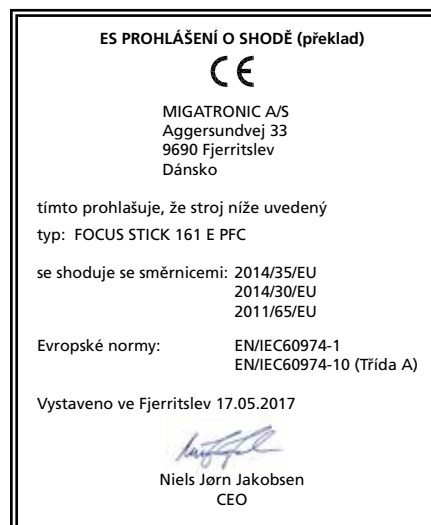 ES PROHLÁŠENÍ O SHODĚ (překlad)
CE
MIGATRONIC A/S
Aggersundvej 33
9690 Fjerritslev
Dánsko
tímto prohlašuje, že stroj níže uvedený
typ: FOCUS STICK 161 E PFC
se shoduje se směrnicemi: 2014/35/EU
2014/30/EU
2011/65/EU
Evropské normy: EN/IEC60974-1
EN/IEC60974-10 (Třída A)
Vystaveno ve Fjerritslev 17.05.2017
Niels Jørn Jakobsen
CEO